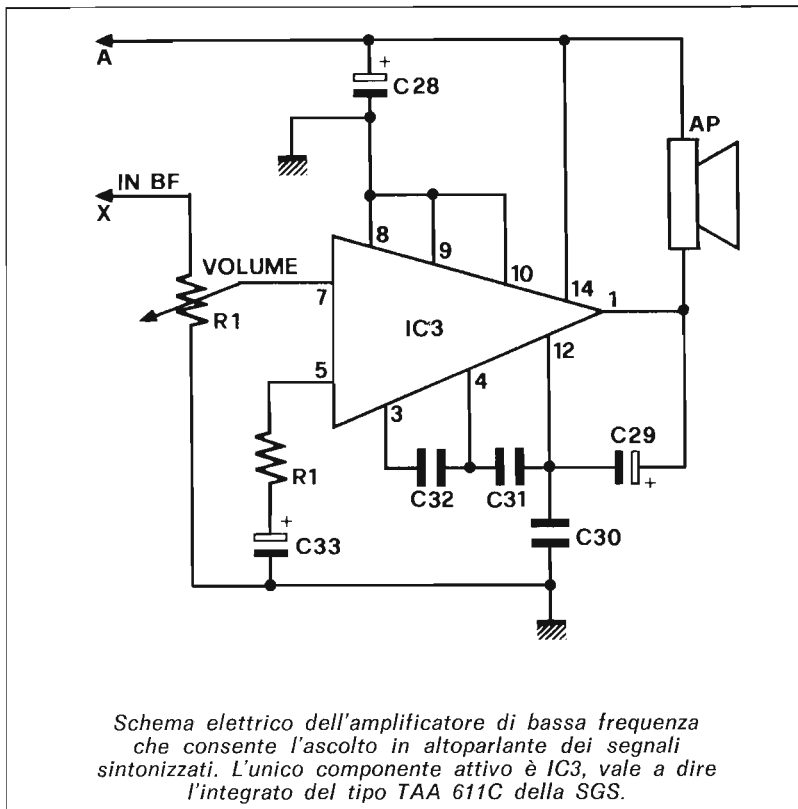 A
+
C28
AP
IN BF
X
8
9
VOLUME
10
14
1
7
R1
IC3
12
5
4
3
C29
R1
C32
C31
+
+
C33
C30
Schema elettrico dell'amplificatore di bassa frequenza
che consente l'ascolto in altoparlante dei segnali
sintonizzati. L'unico componente attivo è IC3, vale a dire
l'integrato del tipo TAA 611C della SGS.